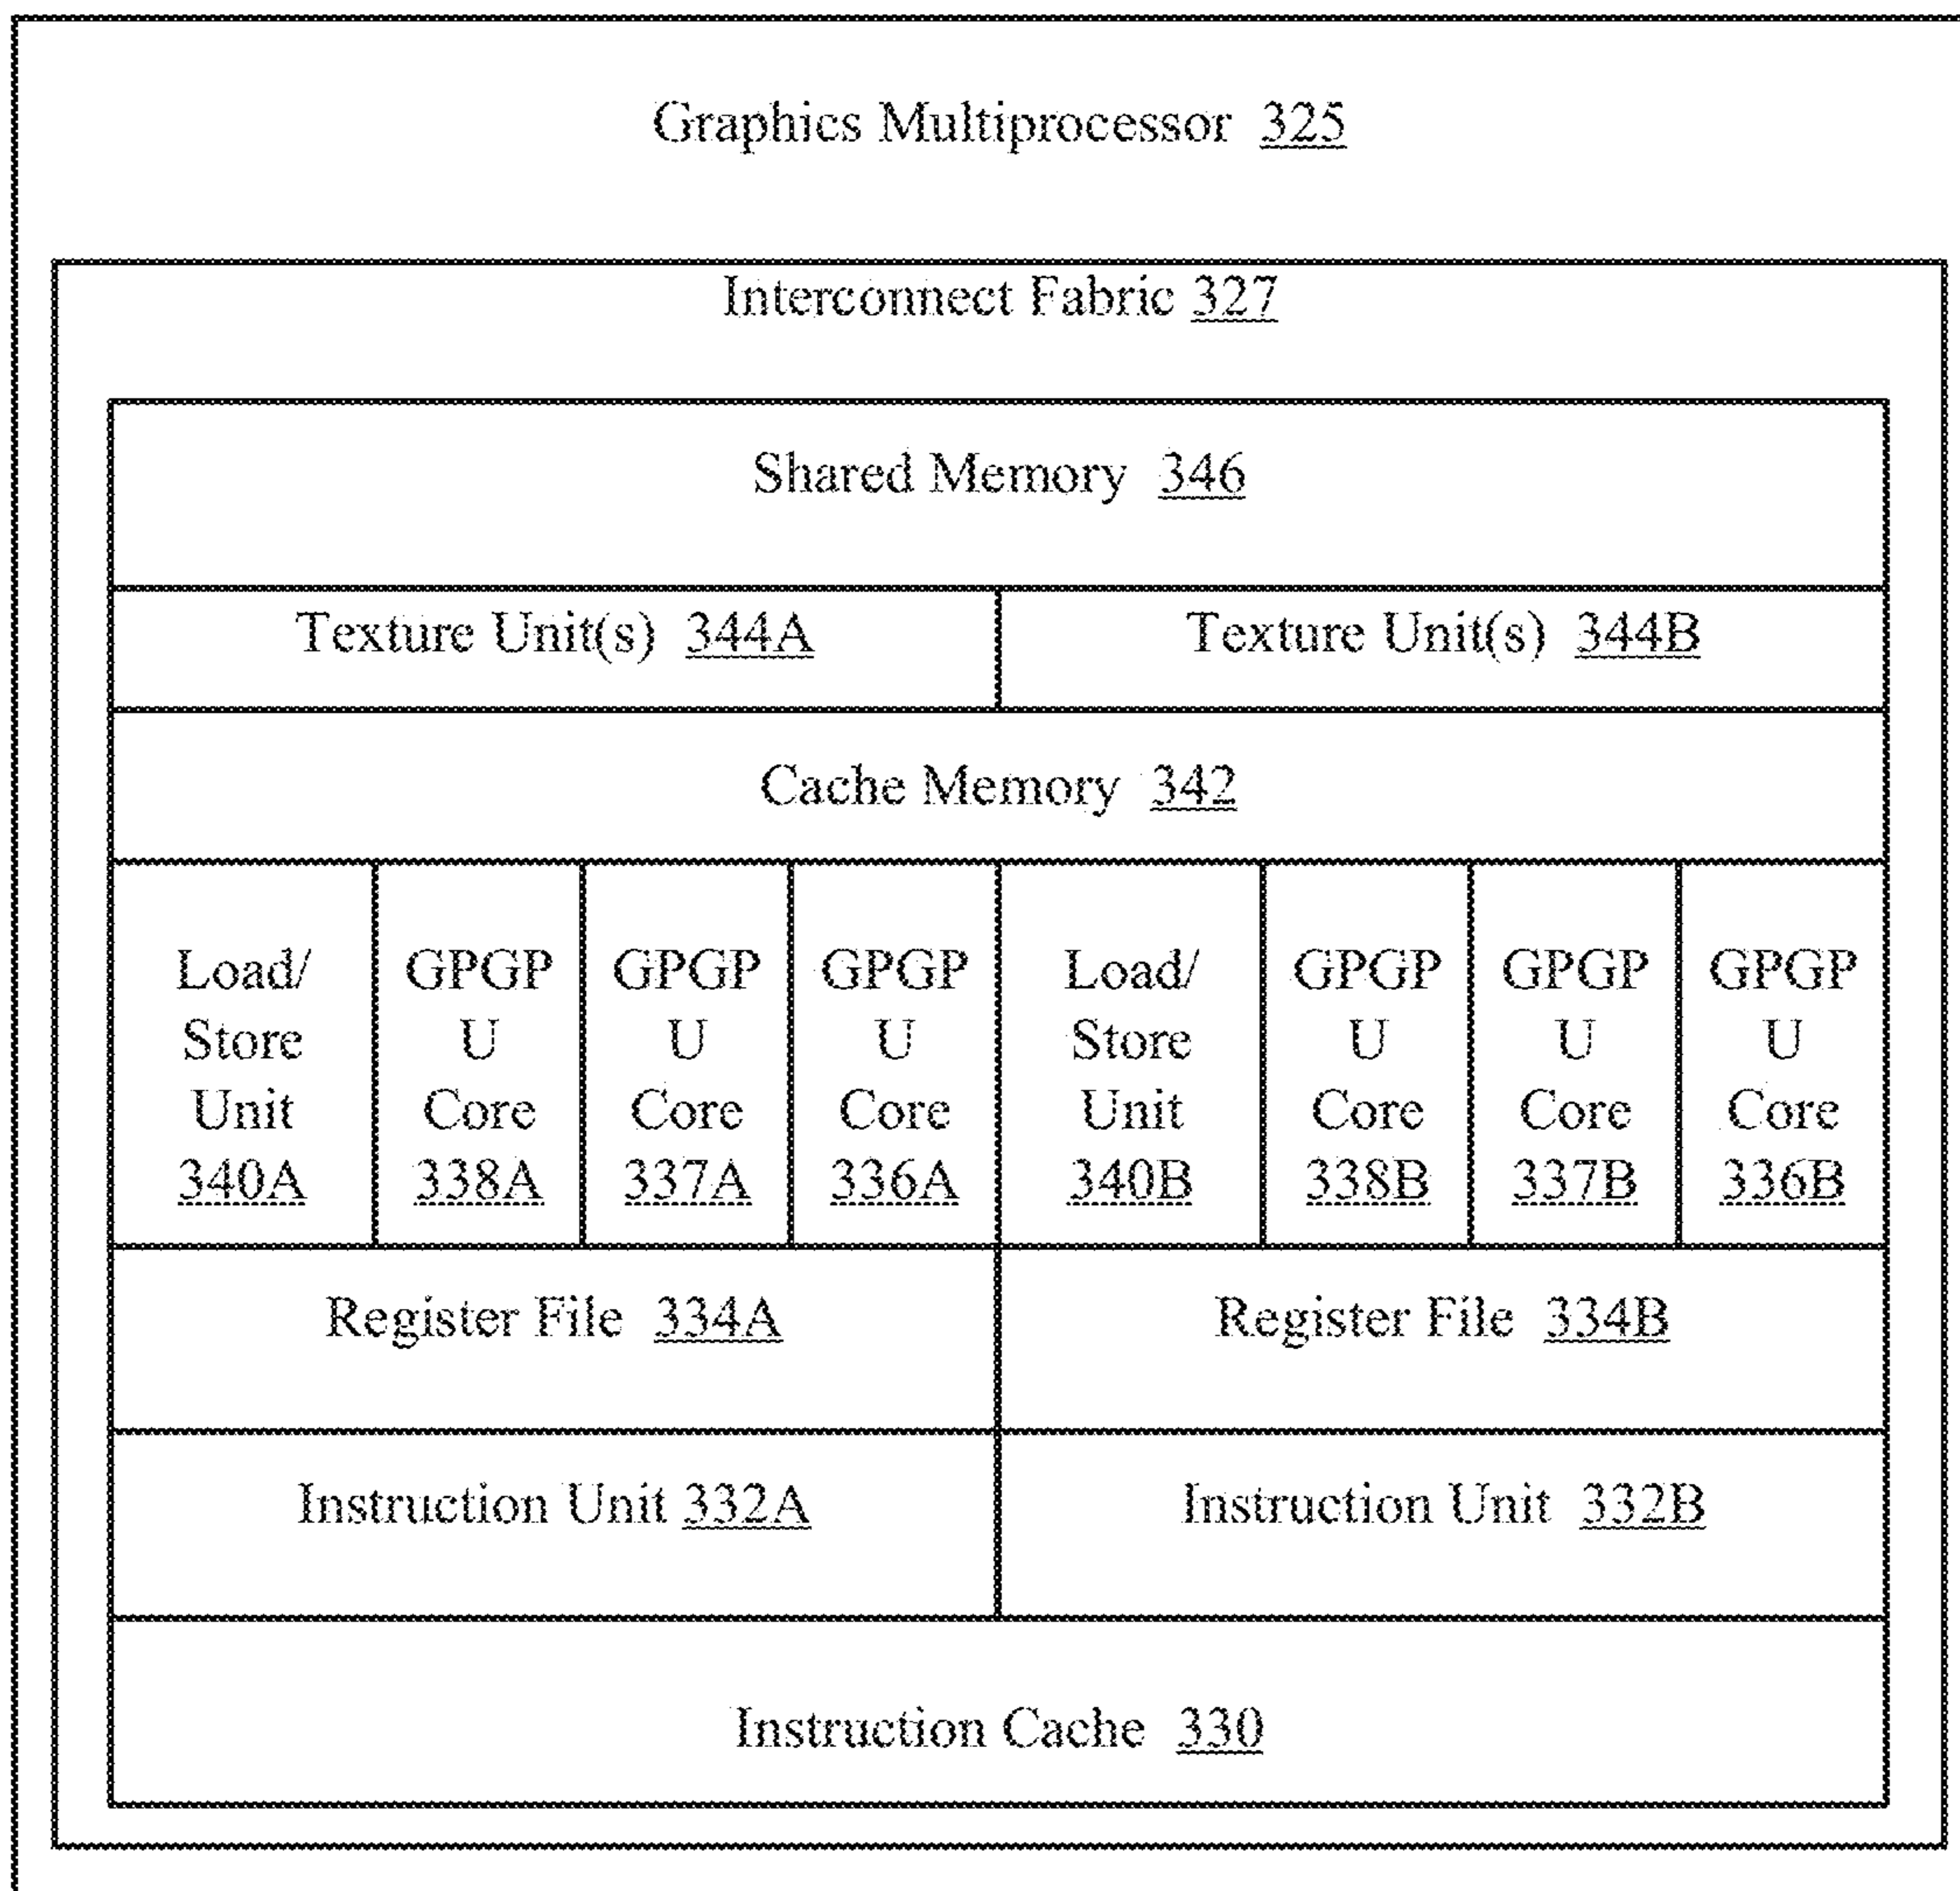 Graphics Multiprocessor 325
Interconnect Fabric 327
Shared Memory 346
Texture Unit(s) 344A
Texture Unit(s) 344B
Cache Memory 342
Load/
Store
Unit
340A
GPGP
U
Core
338A
GPGP
U
Core
337A
GPGP
U
Core
336A
Load/
Store
Unit
340B
GPGP
U
Core
338B
GPGP
U
Core
337B
GPGP
U
Core
336B
Register File 334A
Register File 334B
Instruction Unit 332A
Instruction Unit 332B
Instruction Cache 330